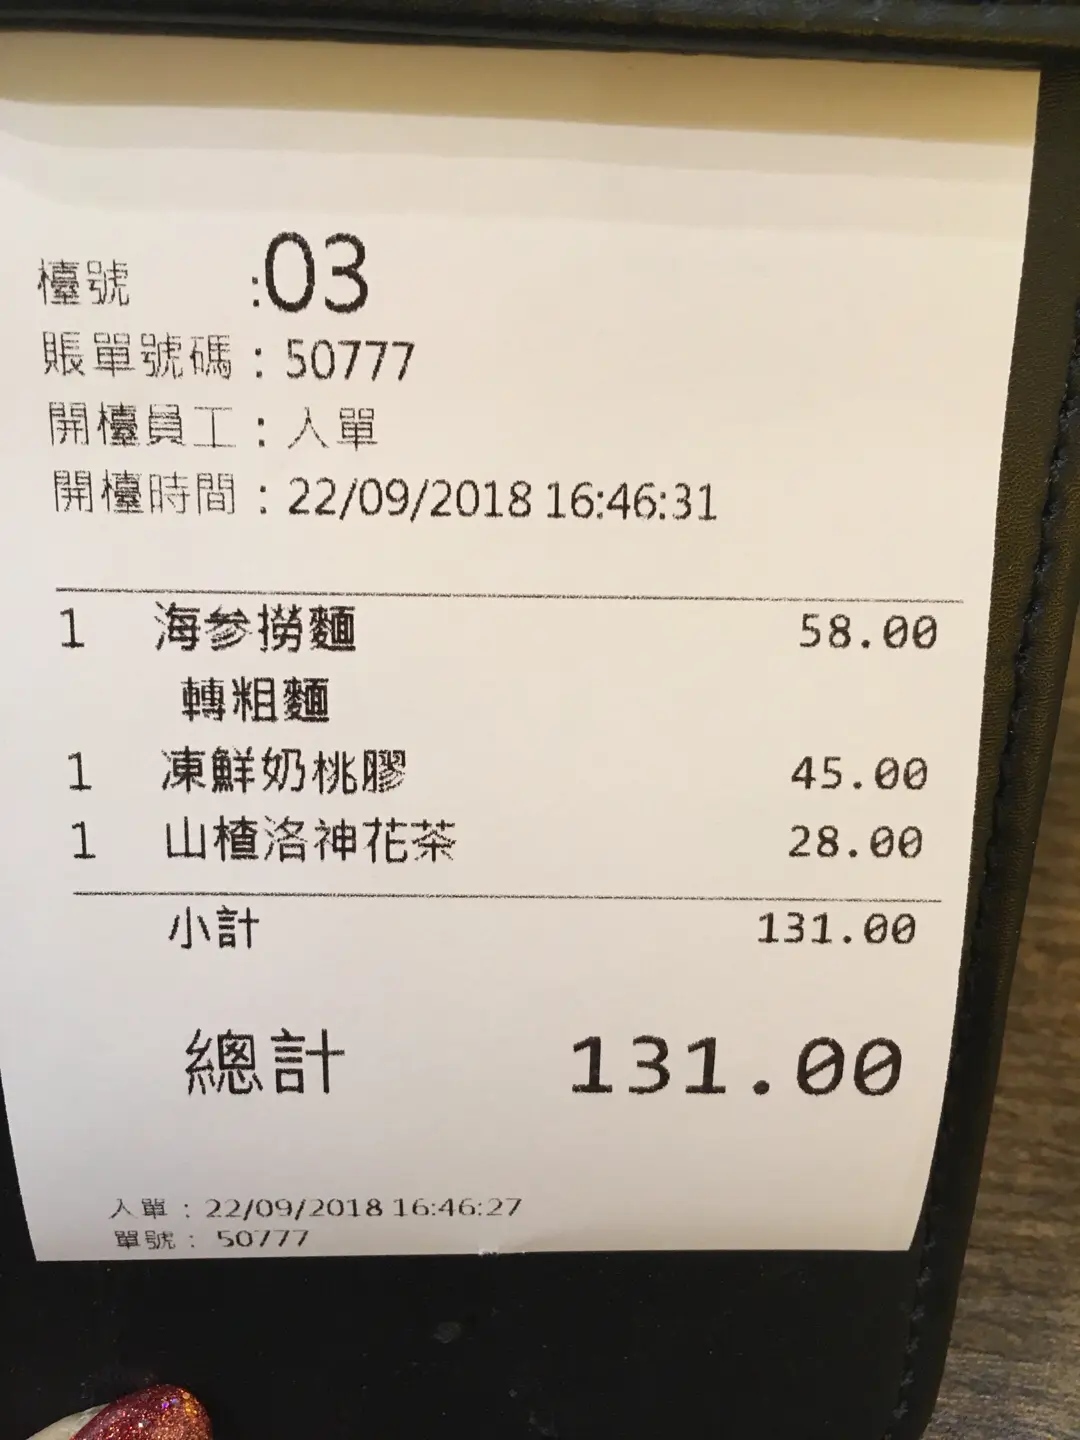 檯號 :03
賬單號碼 : 50777
開檯員工 : 入單
開檯時間 : 22/09/2018 16:46:31
1 海参撈麵 58.00
轉粗麵
1 凍鮮奶桃膠 45.00
1 山楂洛神花茶 28.00
小計 131.00
總計 131.00
入單 : 22/09/2018 16:46:27
單號 : 50777